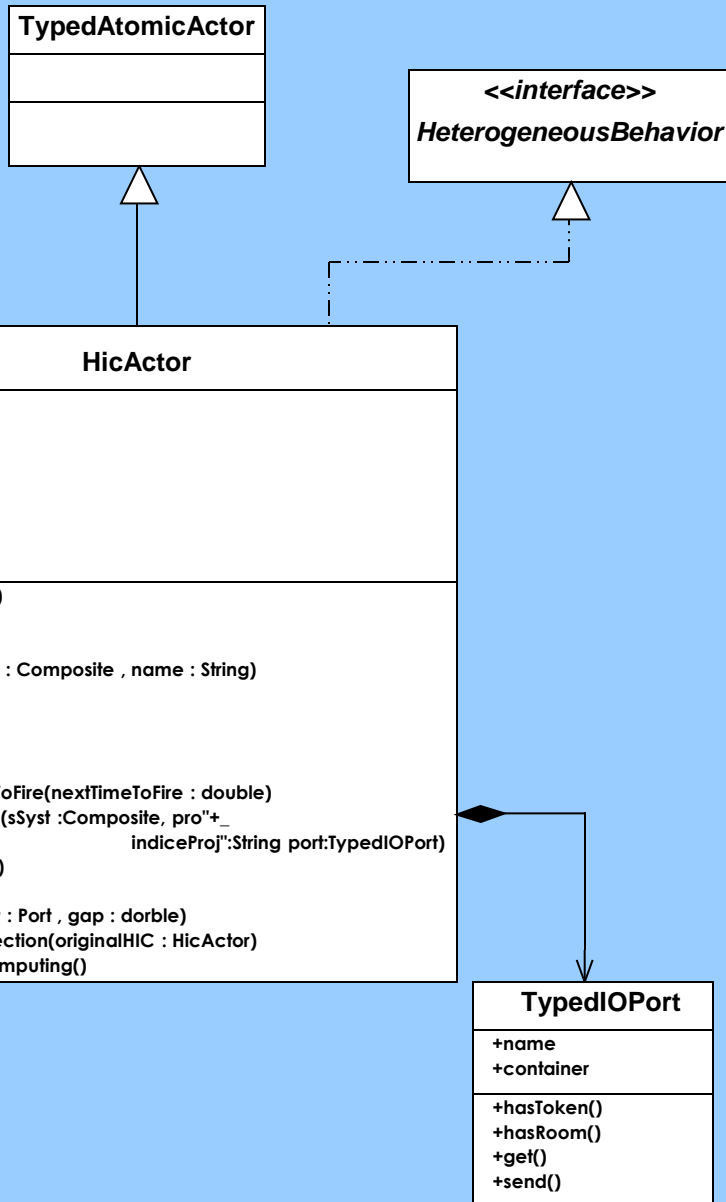 TypedAtomicActor
<<interface>>
HeterogeneousBehavior
HicActor
)
: Composite , name : String)
oFire(nextTimeToFire : double)
(sSyst :Composite, pro"+_
indiceProj":String port:TypedIOPort)
)
: Port , gap : dorble)
ection(originalHIC : HicActor)
mputing()
TypedIOPort
+name
+container
+hasToken()
+hasRoom()
+get()
+send()